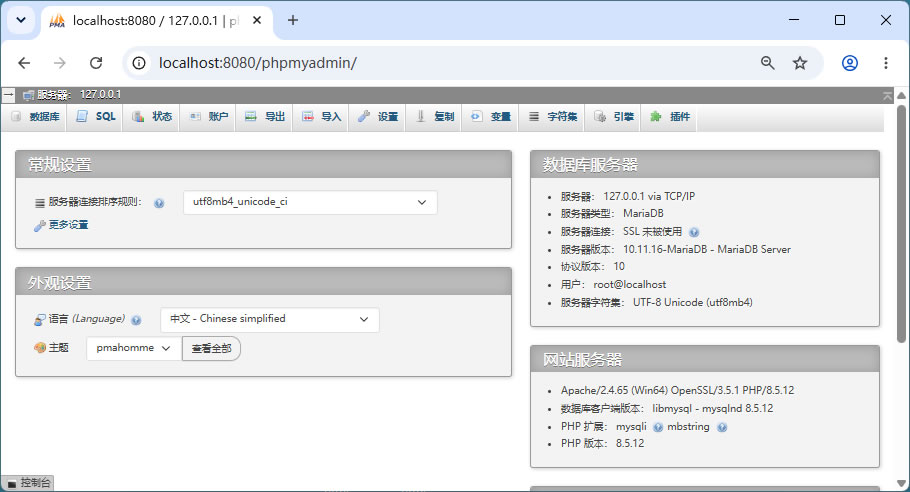 localhost:8080 / 127.0.0.1 | p
localhost:8080/phpmyadmin/
服务器: 127.0.0.1
数据库 SQL 状态 账户 导出 导入 设置 复制 变量 字符集 引擎 插件
常规设置
服务器连接排序规则: utf8mb4_unicode_ci
更多设置
外观设置
语言 (Language) 中文 - Chinese simplified
主题 pmahomme 查看全部
数据库服务器
服务器: 127.0.0.1 via TCP/IP
服务器类型: MariaDB
服务器连接: SSL 未被使用
服务器版本: 10.11.16-MariaDB - MariaDB Server
协议版本: 10
用户: root@localhost
服务器字符集: UTF-8 Unicode (utf8mb4)
网站服务器
Apache/2.4.65 (Win64) OpenSSL/3.5.1 PHP/8.5.12
数据库客户端版本: libmysql - mysqlnd 8.5.12
PHP 扩展: mysqli mbstring
PHP 版本: 8.5.12
控制台